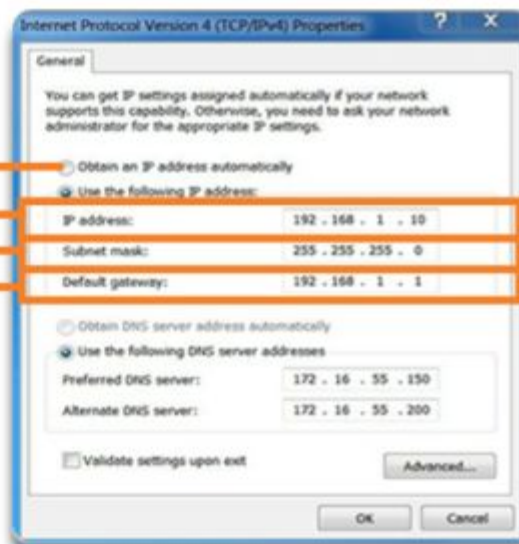 Internet Protocol Version 4 (TCP/IPv4) Properties
General
You can get IP settings assigned automatically if your network
supports this capability. Otherwise, you need to ask your network
administrator for the appropriate IP settings.
Obtain an IP address automatically
Use the following IP address:
IP address: 192 . 168 . 1 . 10
Subnet mask: 255 . 255 . 255 . 0
Default gateway: 192 . 168 . 1 . 1
Obtain DNS server address automatically
Use the following DNS server addresses
Preferred DNS server: 172 . 16 . 55 . 150
Alternate DNS server: 172 . 16 . 55 . 200
Validate settings upon exit
Advanced...
OK Cancel